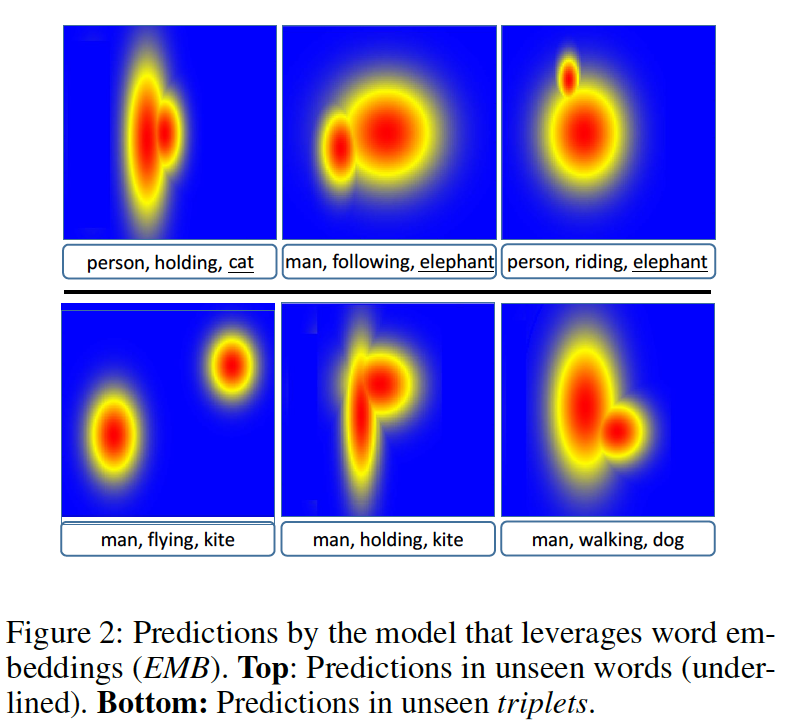 person, holding, cat
man, following, elephant
person, riding, elephant
man, flying, kite
man, holding, kite
man, walking, dog
Figure 2: Predictions by the model that leverages word em-
beddings (EMB). Top: Predictions in unseen words (under-
lined). Bottom: Predictions in unseen triplets.